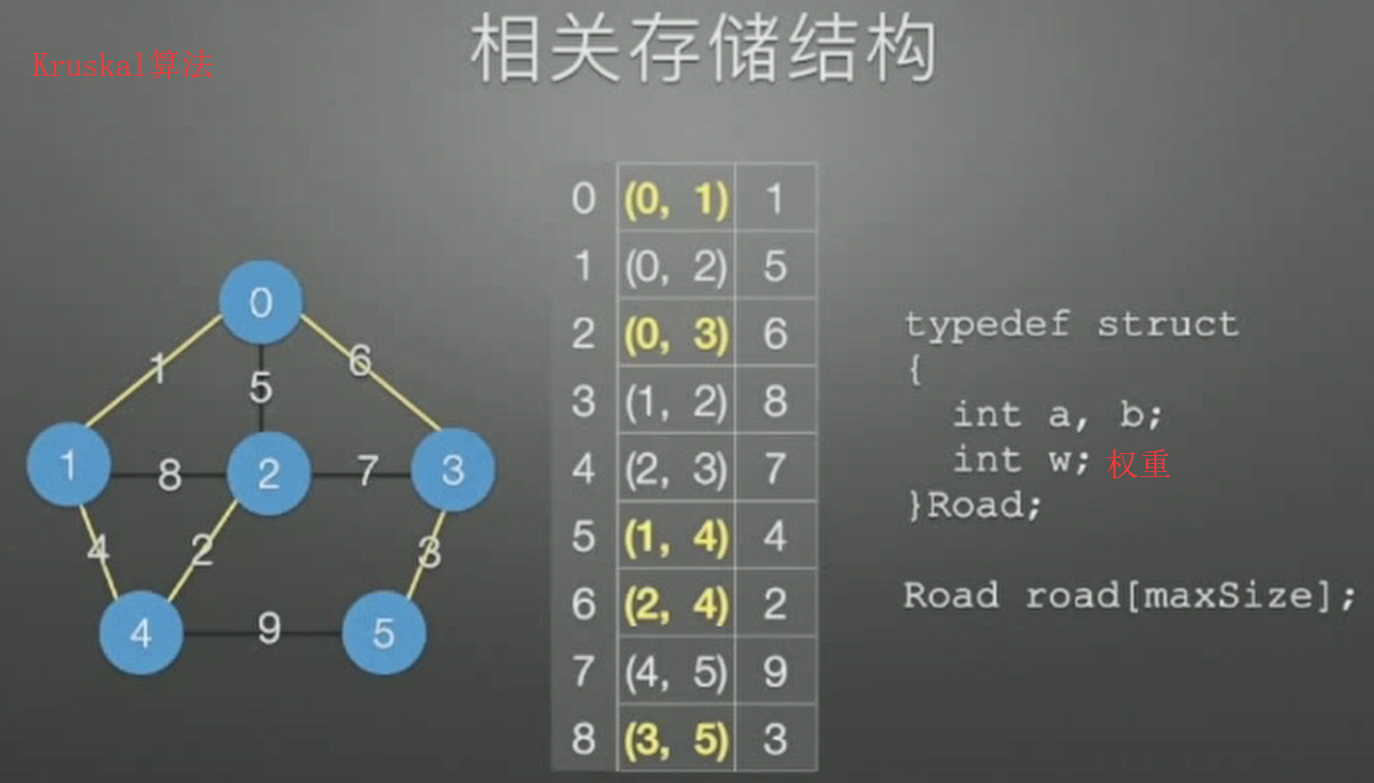 相关存储结构
Kruskal算法
0
1
6
5
1
8
2
7
3
4
2
3
4
9
5
0 (0, 1) 1
1 (0, 2) 5
2 (0, 3) 6
3 (1, 2) 8
4 (2, 3) 7
5 (1, 4) 4
6 (2, 4) 2
7 (4, 5) 9
8 (3, 5) 3
typedef struct
{
int a, b;
int w; 权重
}Road;
Road road[maxSize];